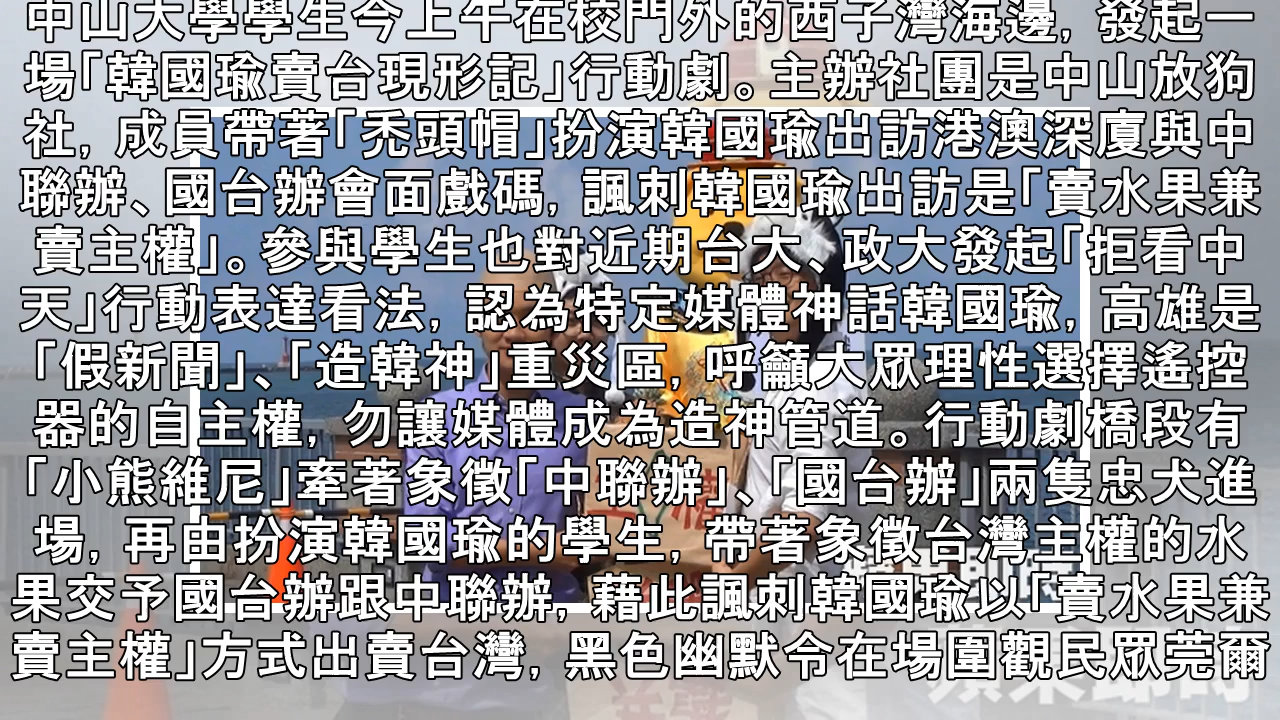 中山大學學生今上午在校門外的西子灣海邊, 發起一
場「韓國瑜賣台現形記」行動劇。主辦社團是中山放狗
社, 成員帶著「禿頭帽」扮演韓國瑜出訪港澳深廈與中
聯辦、國台辦會面戲碼, 諷刺韓國瑜出訪是「賣水果兼
賣主權」。參與學生也對近期台大、政大發起「拒看中
天」行動表達看法, 認為特定媒體神話韓國瑜, 高雄是
「假新聞」、「造韓神」重災區, 呼籲大眾理性選擇遙控
器的自主權, 勿讓媒體成為造神管道。行動劇橋段有
「小熊維尼」牽著象徵「中聯辦」、「國台辦」兩隻忠犬進
場, 再由扮演韓國瑜的學生, 帶著象徵台灣主權的水
果交予國台辦跟中聯辦, 藉此諷刺韓國瑜以「賣水果兼
賣主權」方式出賣台灣, 黑色幽默令在場圍觀民眾莞爾